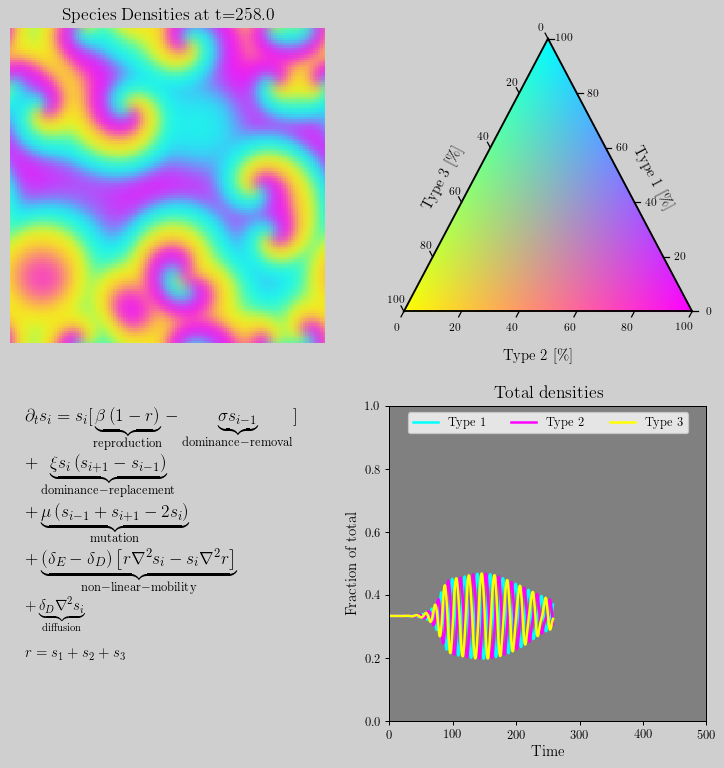 Species Densities at t=258.0
0
100
20
80
40
60
Type 3 [%]
Type 1 [%]
60
40
80
20
100
0
0
20
40
60
80
100
Type 2 [%]
∂ₜsᵢ = sᵢ[ β (1 − r) − σsᵢ₋₁ ]
reproduction dominance−removal
+ ξsᵢ (sᵢ₊₁ − sᵢ₋₁)
dominance−replacement
+ μ (sᵢ₋₁ + sᵢ₊₁ − 2sᵢ)
mutation
+ (δ_E − δ_D) [r∇²sᵢ − sᵢ∇²r]
non−linear−mobility
+ δ_D∇²sᵢ
diffusion
r = s₁ + s₂ + s₃
Total densities
1.0
Type 1 Type 2 Type 3
0.8
0.6
Fraction of total
0.4
0.2
0.0
0 100 200 300 400 500
Time